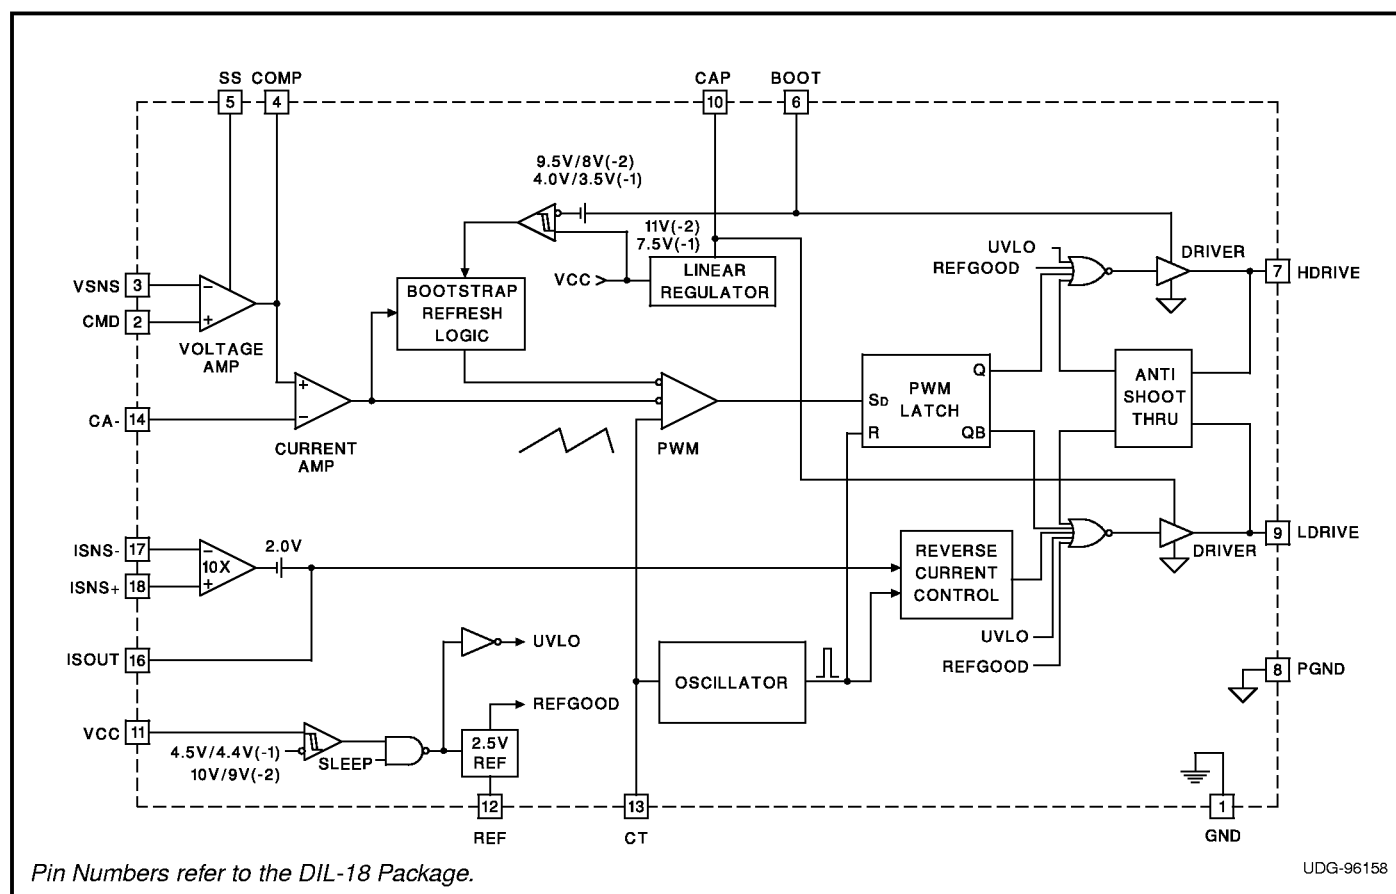 SS COMP CAP BOOT
5 4 10 6
9.5V/8V(-2)
4.0V/3.5V(-1)
11V(-2)
7.5V(-1)
UVLO
REFGOOD
DRIVER
7 HDRIVE
VCC
LINEAR
REGULATOR
VSNS 3
−
CMD 2
+
VOLTAGE
AMP
BOOTSTRAP
REFRESH
LOGIC
CA- 14
+
−
CURRENT
AMP
PWM
SD
R
PWM
LATCH
Q
QB
ANTI
SHOOT
THRU
ISNS- 17
−
10X
ISNS+ 18
+
2.0V
REVERSE
CURRENT
CONTROL
DRIVER
9 LDRIVE
UVLO
REFGOOD
ISOUT 16
UVLO
OSCILLATOR
8 PGND
REFGOOD
VCC 11
4.5V/4.4V(-1)
10V/9V(-2)
SLEEP
2.5V
REF
12 13 1
REF CT GND
Pin Numbers refer to the DIL-18 Package.
UDG-96158